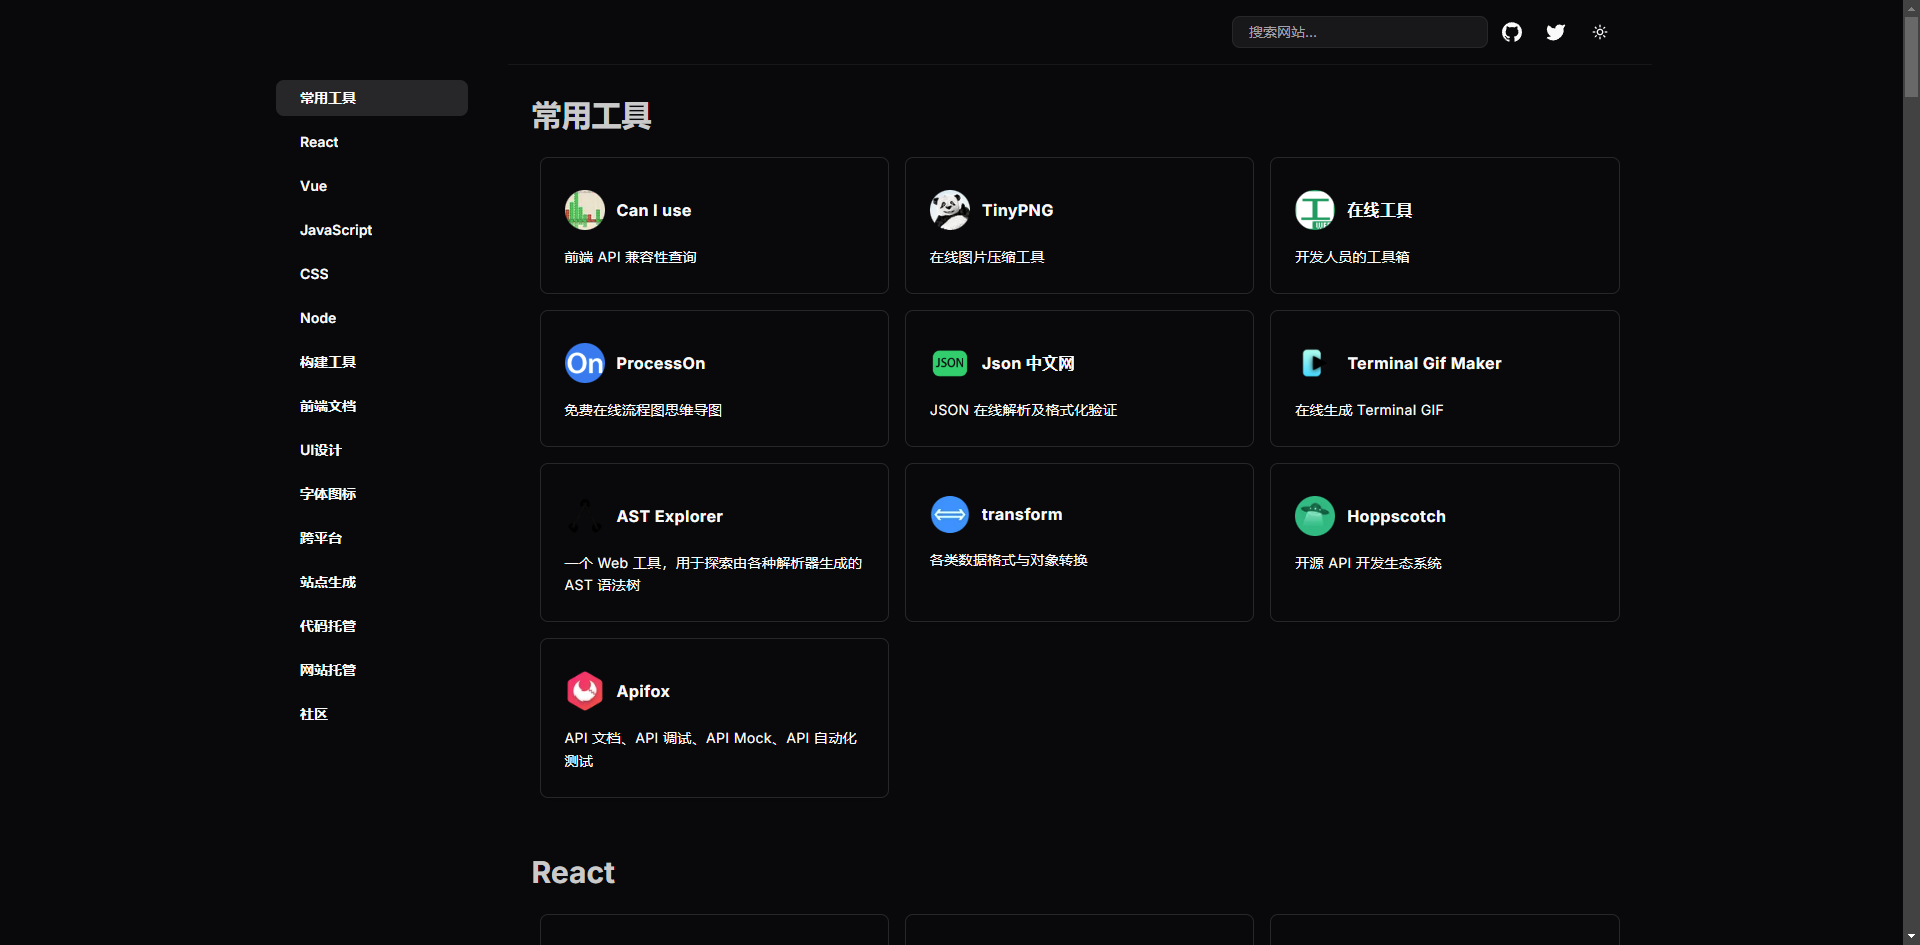 搜索网站...
常用工具
React
Vue
JavaScript
CSS
Node
构建工具
前端文档
UI设计
字体图标
跨平台
站点生成
代码托管
网站托管
社区
常用工具
Can I use
前端 API 兼容性查询
TinyPNG
在线图片压缩工具
工
在线工具
开发人员的工具箱
On
ProcessOn
免费在线流程图思维导图
JSON
Json 中文网
JSON 在线解析及格式化验证
Terminal Gif Maker
在线生成 Terminal GIF
AST Explorer
一个 Web 工具，用于探索由各种解析器生成的
AST 语法树
transform
各类数据格式与对象转换
Hoppscotch
开源 API 开发生态系统
Apifox
API 文档、API 调试、API Mock、API 自动化
测试
React